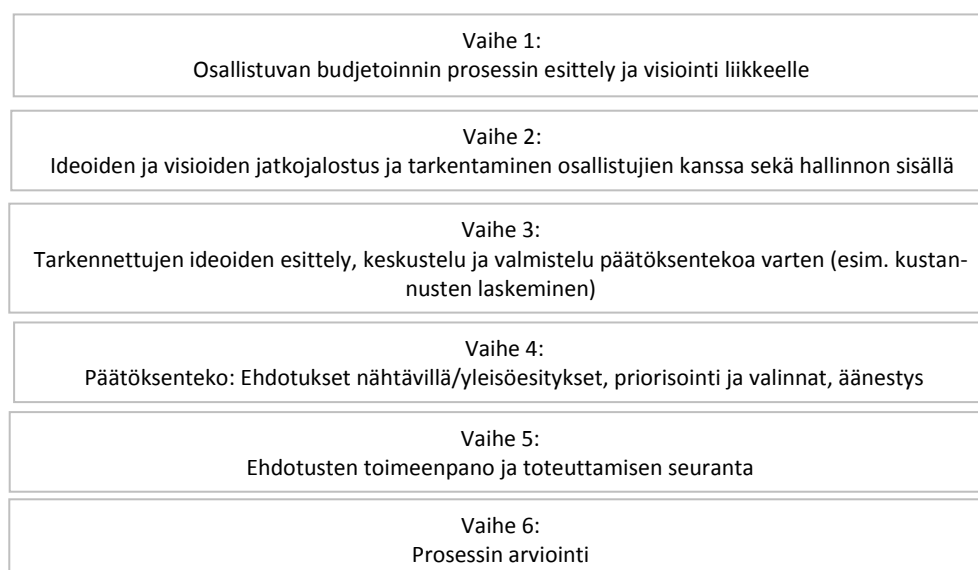 Vaihe 1:
Osallistuvan budjetoinnin prosessin esittely ja visiointi liikkeelle
Vaihe 2:
Ideoiden ja visioiden jatkojalostus ja tarkentaminen osallistujien kanssa sekä hallinnon sisällä
Vaihe 3:
Tarkennettujen ideoiden esittely, keskustelu ja valmistelu päätöksentekoa varten (esim. kustan-
nusten laskeminen)
Vaihe 4:
Päätöksenteko: Ehdotukset nähtävillä/yleisöesitykset, priorisointi ja valinnat, äänestys
Vaihe 5:
Ehdotusten toimeenpano ja toteuttamisen seuranta
Vaihe 6:
Prosessin arviointi